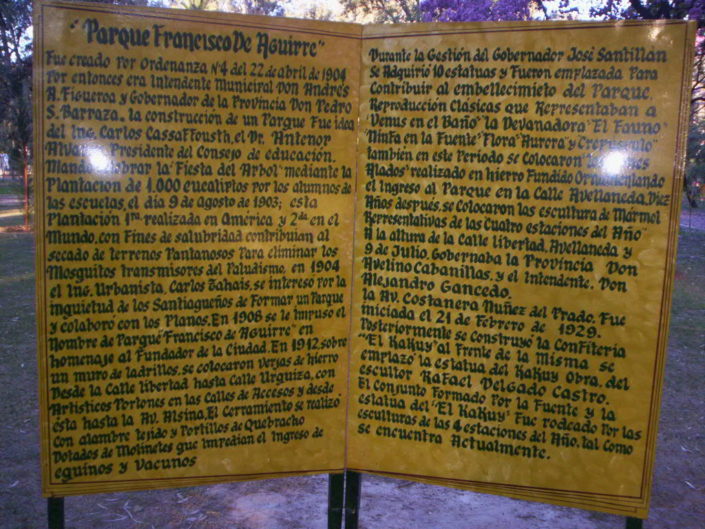 "Parque Francisco De Aguirre"
Fue creado Por Ordenanza Nº4 del 22 de abril de 1904
Por entonces era Intendente Municipal Don Andrés
A. Figueroa y Gobernador de la Provincia Don Pedro
S. Barraza. la construcción de un Parque Fue idea
del Ing. Carlos Cassaffousth, el Dr. Antenor
Presidente del Consejo de educación.
la Fiesta del Arbol" mediante la
Plantación de 1.000 eucaliptos por los alumnos de
las escuelas, el día 9 de agosto de 1903; esta
Plantación 1ra realizada en América y 2da en el
Mundo, con Fines de salubridad contribuian al
secado de terrenos Pantanosos Para eliminar los
Mosquitos transmisores del Paludismo. en 1904
el Ing. Urbanista, Carlos Tahais, se intereso por la
inquietud de los Santiagueños de Formar un Parque
y colaboró con los Planos. En 1908 se le impuso el
Nombre de Parque "Francisco de Aguirre" en
homenaje al Fundador de la Ciudad. En 1912, sobre
un muro de ladrillos, se colocaron verjas de hierro
Desde la Calle libertad hasta Calle Urquiza, con
Artísticos Portones en las Calles de Accesos y desde
ésta hasta la Av. Alsina. El Cerramiento se realizó
con alambre tejido y Portillos de Quebracho
Dotados de Molinetes que impedian el Ingreso de
equinos y vacunos
Durante la Gestión del Gobernador José Santillán
se Adquirió 10 estatuas y Fueron emplazada Para
Contribuir al embellecimiento del Parque.
Reproducción Clásicas que Representaban a
"Venus en el Baño" la Devanadora" "El Fauno"
"Ninfa en la Fuente" "Flora" Aurora" y Crepusculo"
también en este Periodo se Colocaron
Alados" realizado en hierro Fundido Ornamentando
el Ingreso al Parque en la Calle Avellaneda. Diez
Años después, se Colocaron las escultura de Mármol
Representativas de las Cuatro estaciones del Año
A la altura de la Calle libertad, Avellaneda y
9 de Julio. Gobernaba la Provincia Don
Avelino Cabanillas, y el Intendente, Don
Alejandro Gancedo.
la Av. Costanera Nuñez del Prado, Fue
iniciada el 21 de Febrero de 1929.
Posteriormente se Construyó la Confitería
"El Kakuy" al Frente de la Misma se
emplazó la estatua del Kakuy Obra, del
escultor Rafael Delgado Castro.
El Conjunto Formado Por la Fuente y la
estatua del "El Kakuy" Fue rodeado Por las
esculturas de las 4 estaciones del Año, tal Como
se encuentra Actualmente.